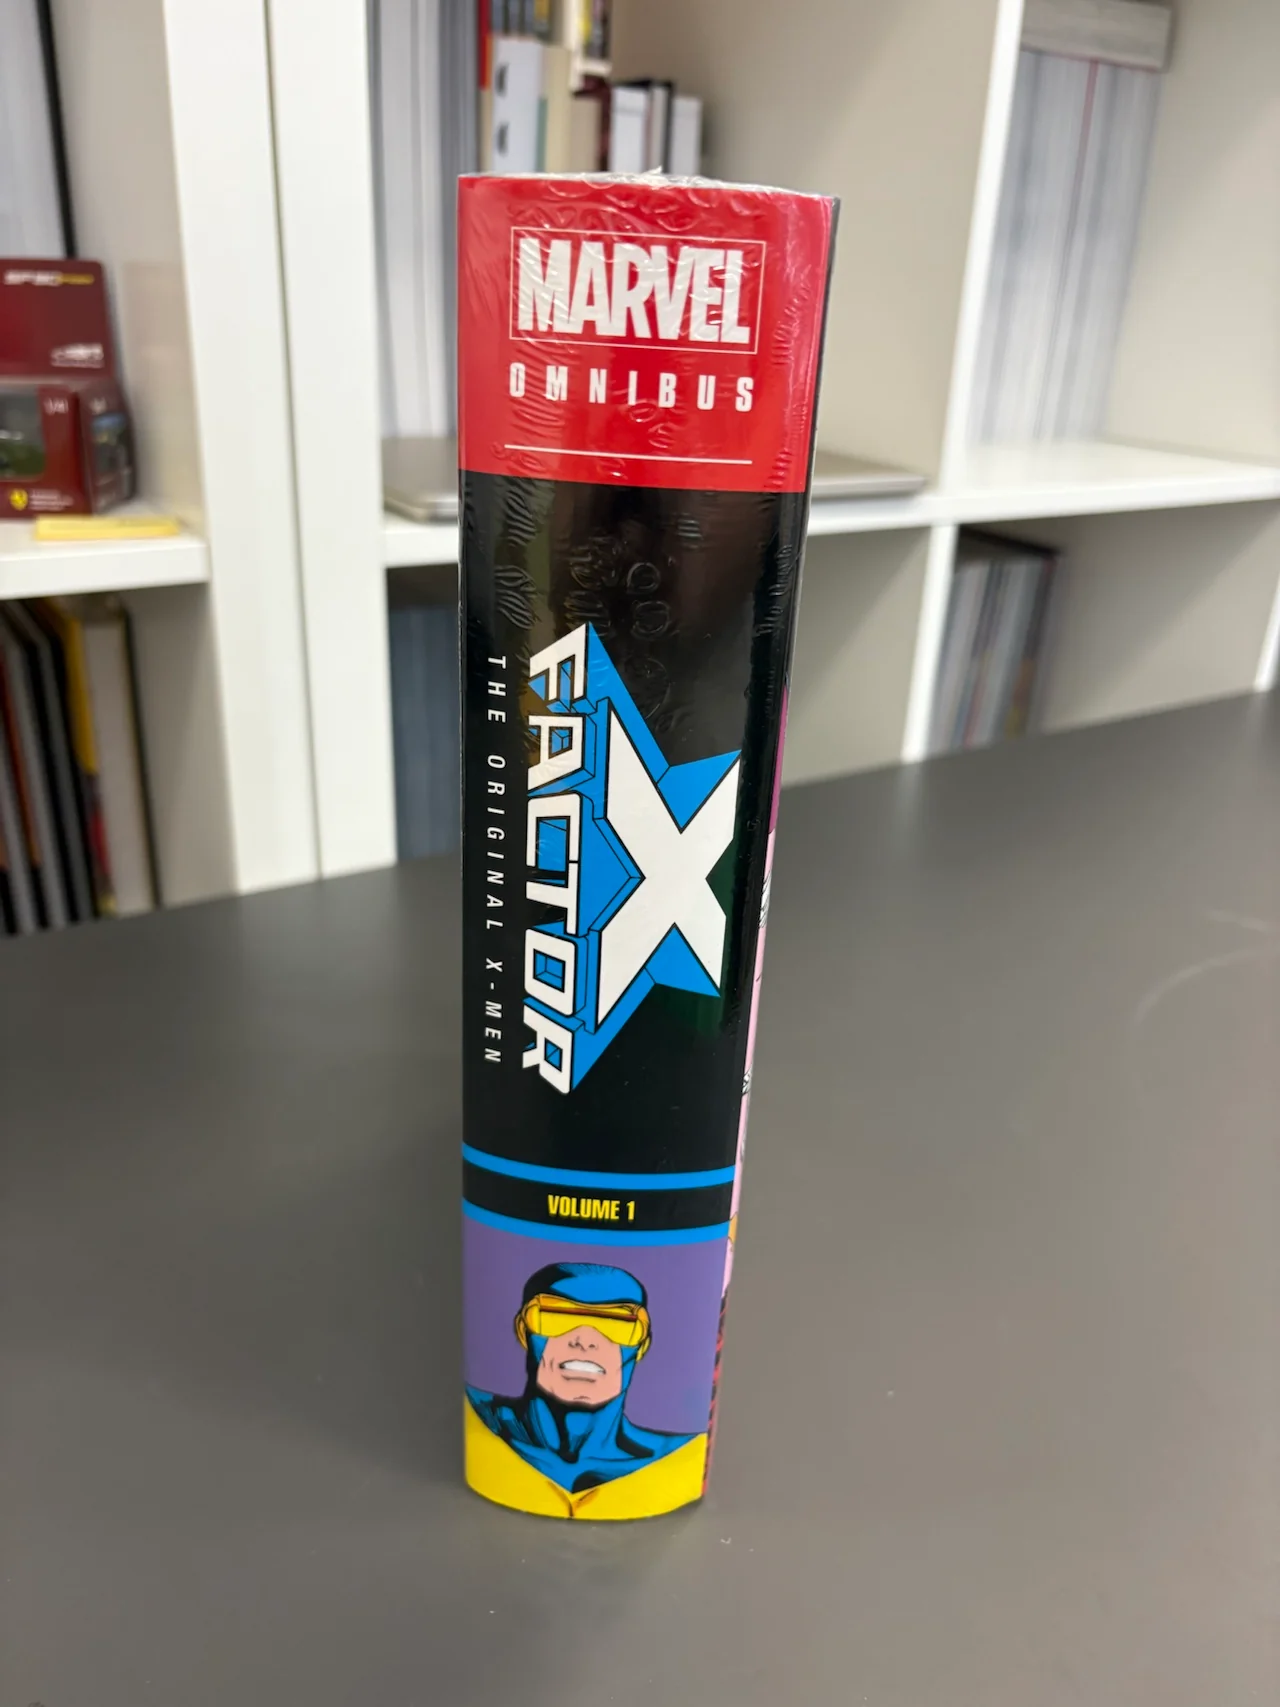 MARVEL
OMNIBUS
X
FACTOR
THE ORIGINAL X-MEN
VOLUME 1